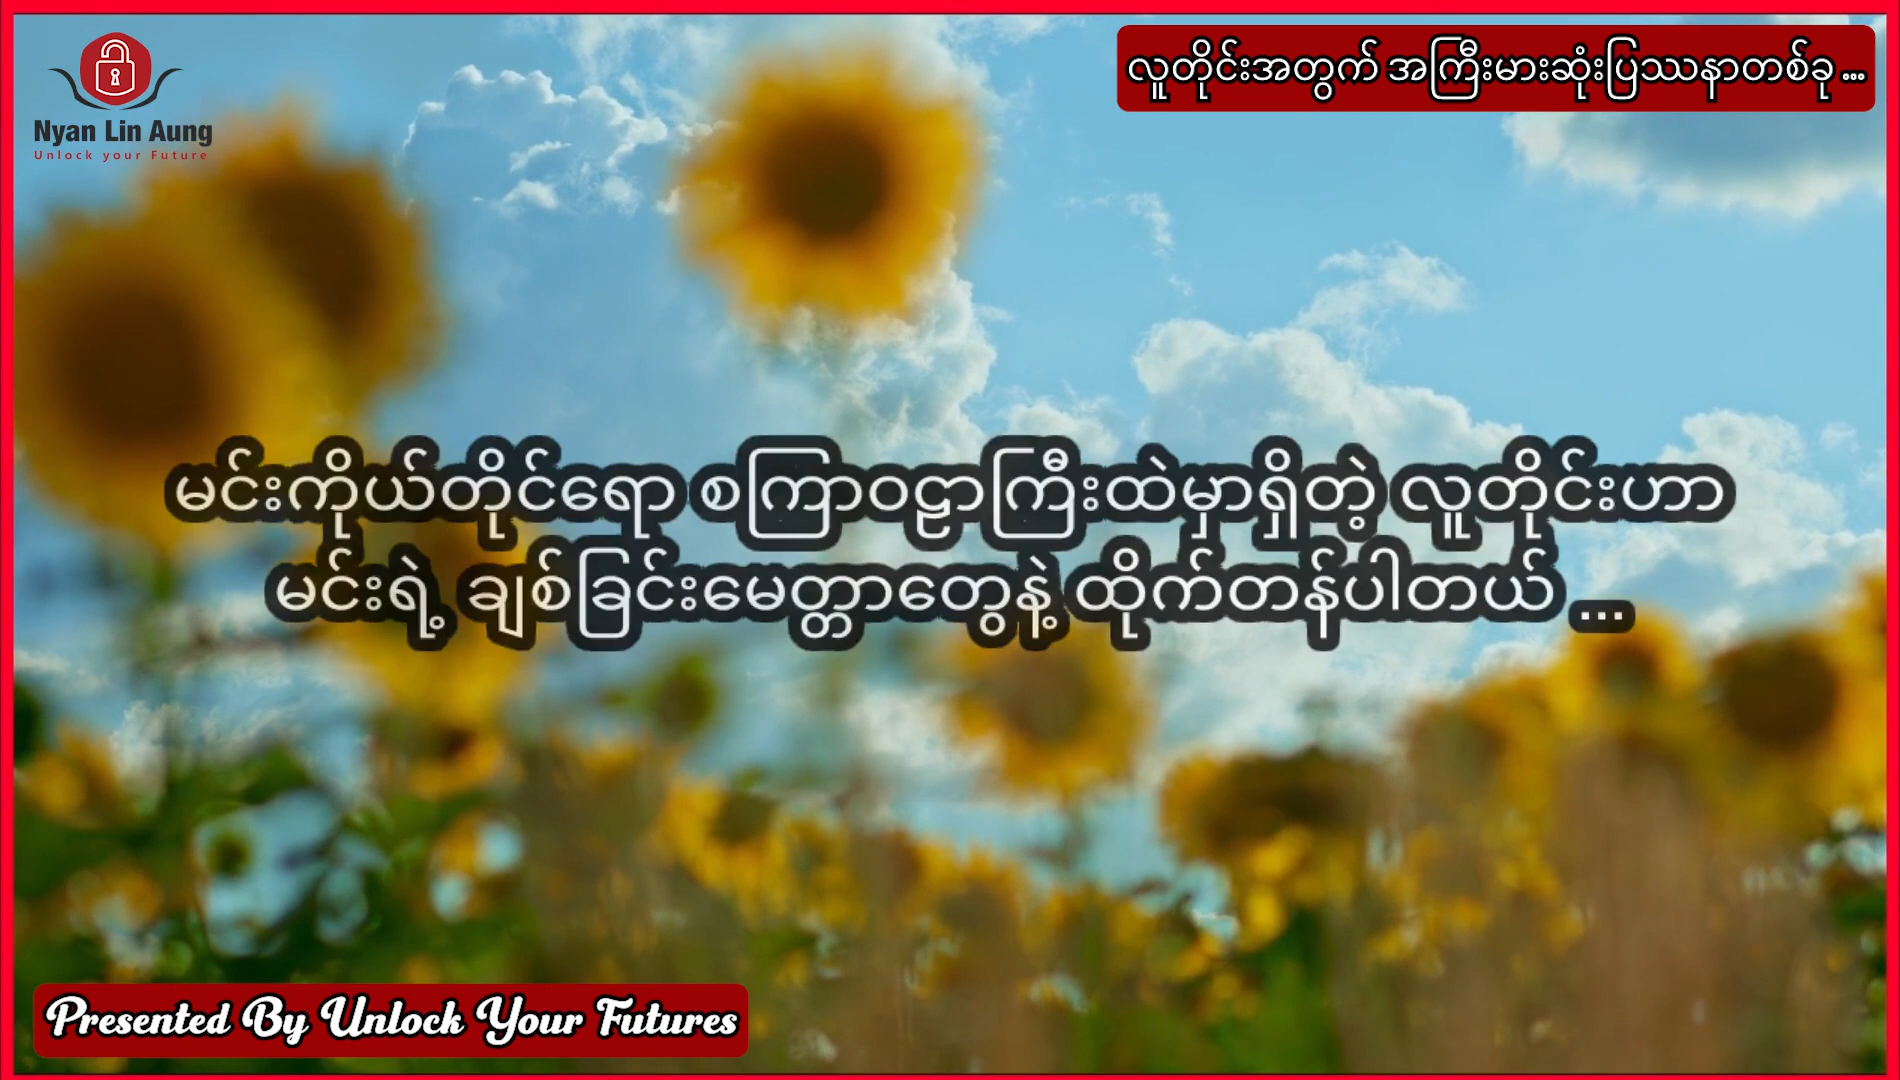 Nyan Lin Aung
Unlock your Future
လူတိုင်းအတွက် အကြီးမားဆုံးပြဿနာတစ်ခု ...
မင်းကိုယ်တိုင်ရော စကြာဝဠာကြီးထဲမှာရှိတဲ့ လူတိုင်းဟာ
မင်းရဲ့ ချစ်ခြင်းမေတ္တာတွေနဲ့ ထိုက်တန်ပါတယ် ...
Presented By Unlock Your Futures